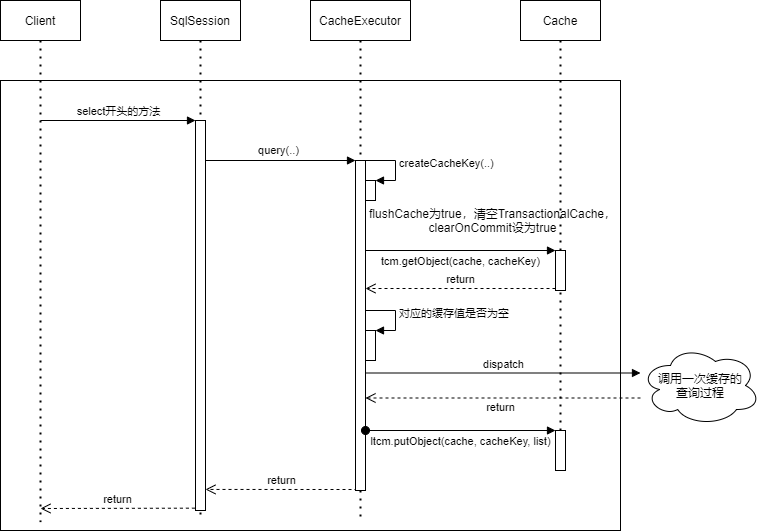 Client
SqlSession
CacheExecutor
Cache
select开头的方法
query(..)
createCacheKey(..)
flushCache为true，清空TransactionalCache，
clearOnCommit设为true
tcm.getObject(cache, cacheKey)
return
对应的缓存值是否为空
dispatch
调用一次缓存的
查询过程
return
ltcm.putObject(cache, cacheKey, list)
return
return